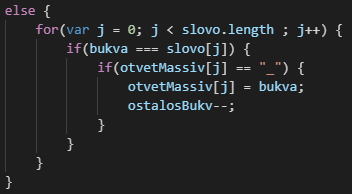 else {
    for(var j = 0; j < slovo.length ; j++) {
        if(bukva === slovo[j]) {
            if(otvetMassiv[j] == "_") {
                otvetMassiv[j] = bukva;
                ostalosBukv--;
            }
        }
    }
}